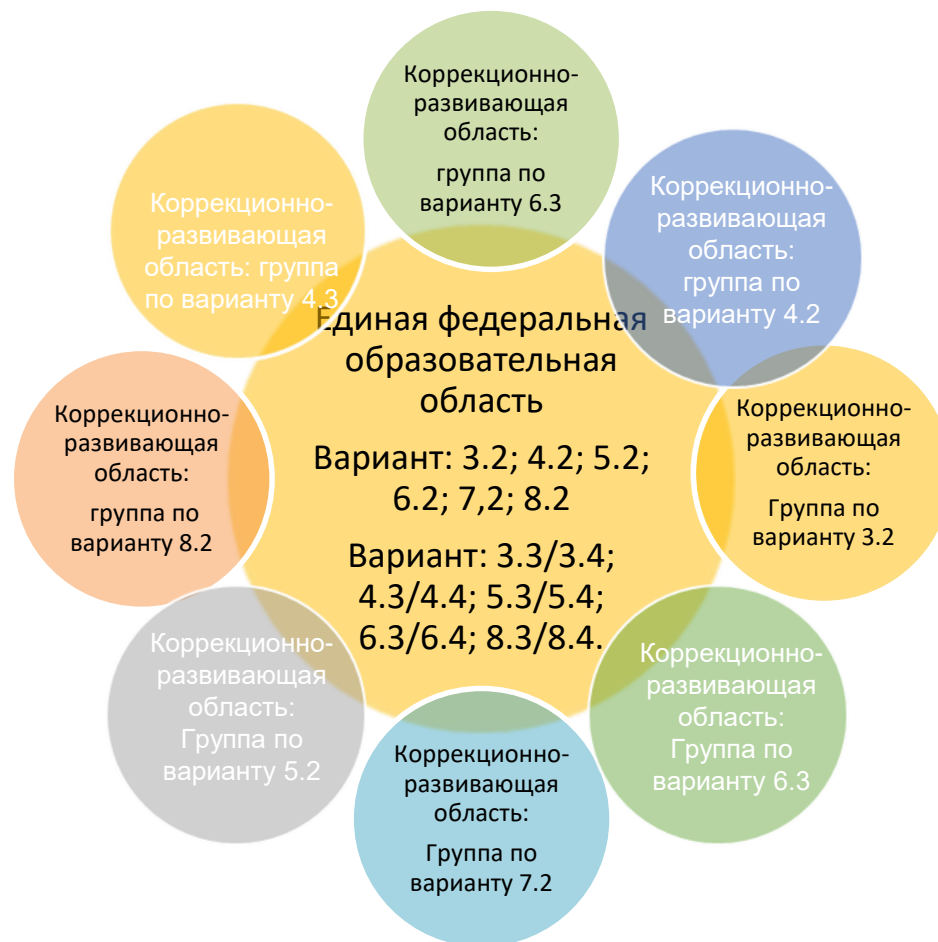 Коррекционно-
развивающая
область:
группа по
варианту 6.3
Коррекционно-
развивающая
область:
группа по
варианту 4.2
Коррекционно-
развивающая
область:
Группа по
варианту 3.2
Коррекционно-
развивающая
область:
Группа по
варианту 6.3
Коррекционно-
развивающая
область:
Группа по
варианту 7.2
Коррекционно-
развивающая
область:
Группа по
варианту 5.2
Коррекционно-
развивающая
область:
группа по
варианту 8.2
Коррекционно-
развивающая
область: группа
по варианту 4.3
Единая федеральная
образовательная
область
Вариант: 3.2; 4.2; 5.2;
6.2; 7,2; 8.2
Вариант: 3.3/3.4;
4.3/4.4; 5.3/5.4;
6.3/6.4; 8.3/8.4.